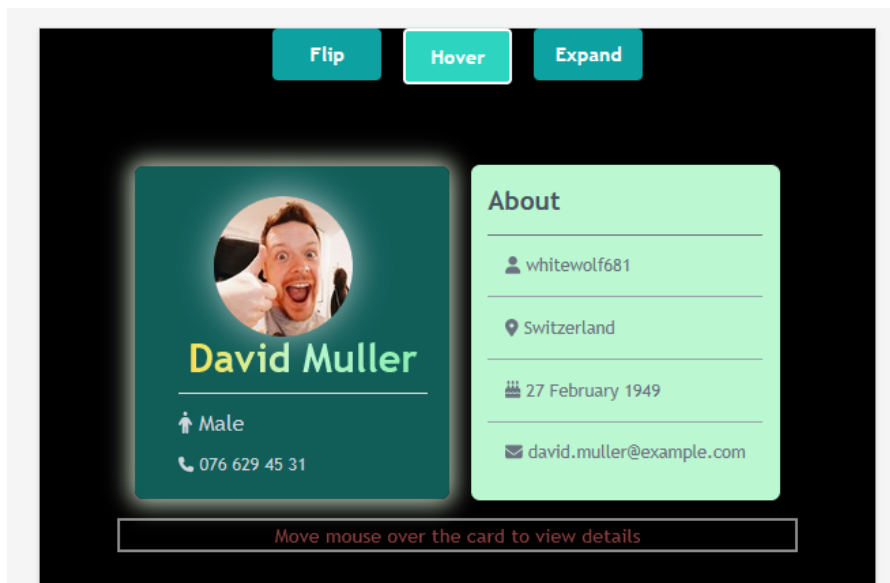 Flip
Hover
Expand
David Muller
Male
076 629 45 31
About
whitewolf681
Switzerland
27 February 1949
david.muller@example.com
Move mouse over the card to view details